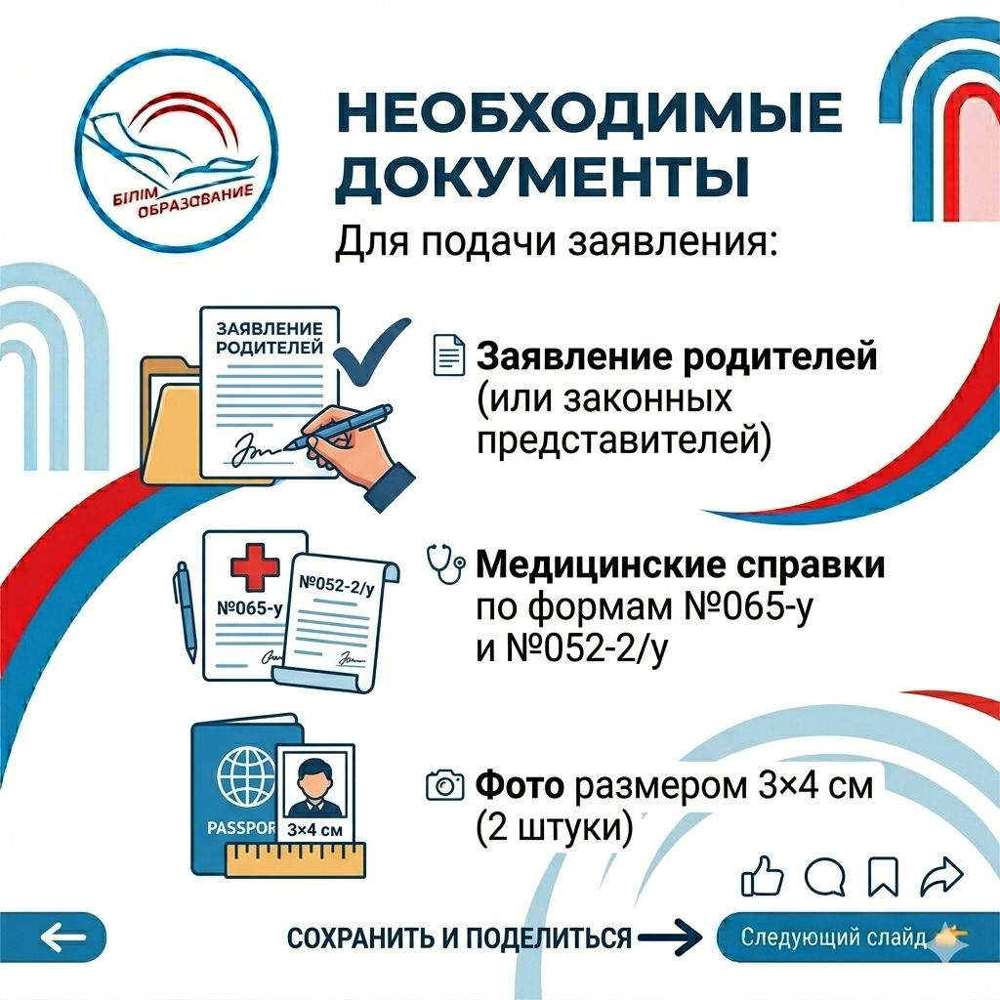 НЕОБХОДИМЫЕ
ДОКУМЕНТЫ
Для подачи заявления:
БІЛІМ
ОБРАЗОВАНИЕ
ЗАЯВЛЕНИЕ
РОДИТЕЛЕЙ
Заявление родителей
(или законных
представителей)
№065-у
№052-2/у
Медицинские справки
по формам №065-у
и №052-2/у
PASSPOR
3×4 см
Фото размером 3×4 см
(2 штуки)
СОХРАНИТЬ И ПОДЕЛИТЬСЯ
Следующий слайд